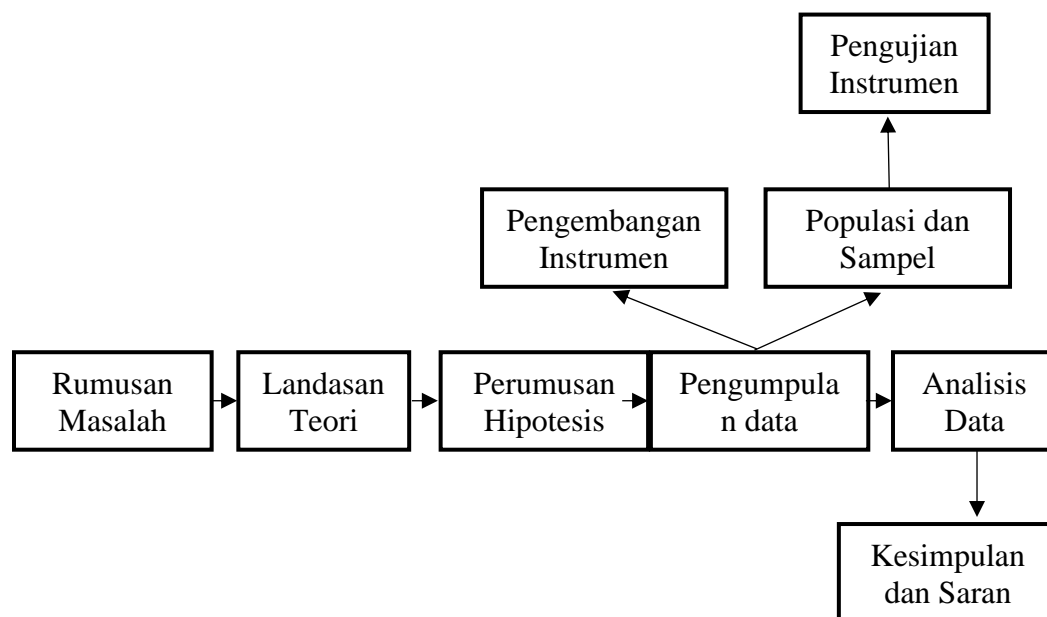 Pengujian
Instrumen
Pengembangan
Instrumen
Populasi dan
Sampel
Rumusan
Masalah
Landasan
Teori
Perumusan
Hipotesis
Pengumpula
n data
Analisis
Data
Kesimpulan
dan Saran